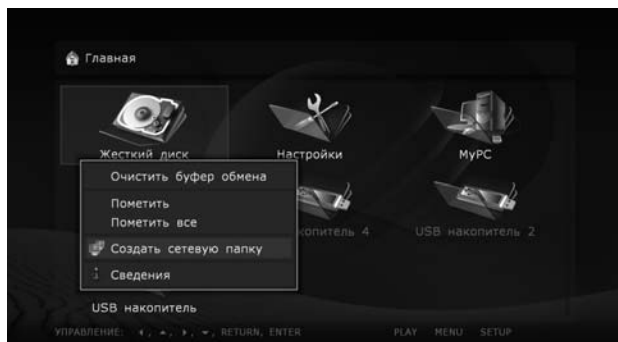 Главная
Жесткий диск
Настройки
MyPC
Очистить буфер обмена
Пометить
Пометить все
Создать сетевую папку
Сведения
копитель 4
USB накопитель 2
USB накопитель
УПРАВЛЕНИЕ: ◂, ▴, ▸, ▾, RETURN, ENTER
PLAY MENU SETUP